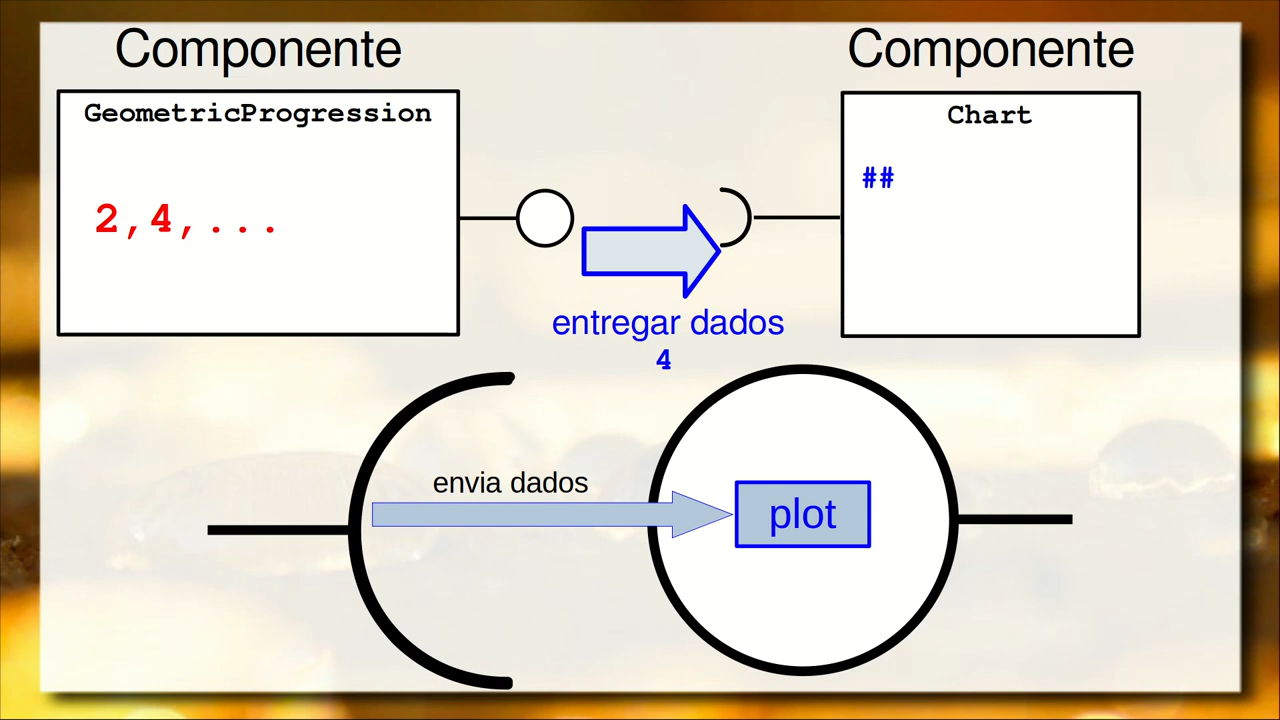 Componente
Componente
GeometricProgression
Chart
##
2,4,...
entregar dados
4
envia dados
plot